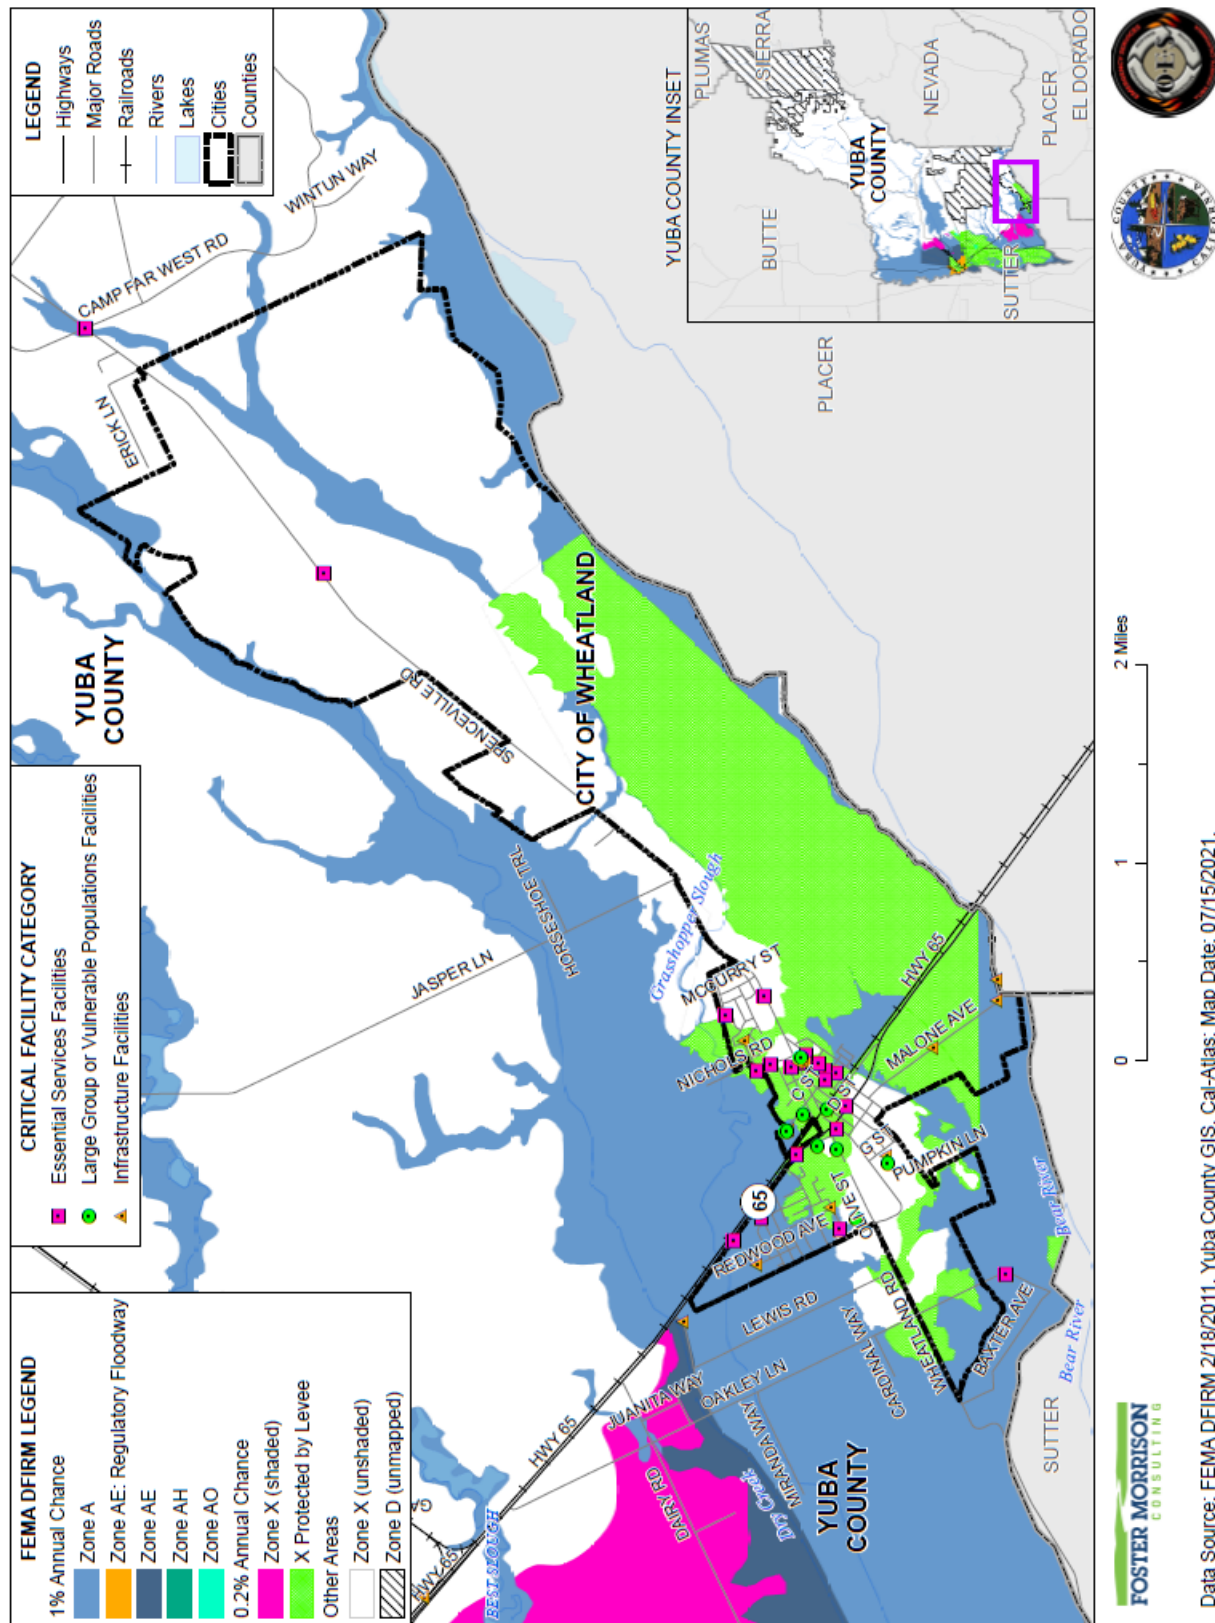 FEMA DFIRM LEGEND
1% Annual Chance
Zone A
Zone AE: Regulatory Floodway
Zone AE
Zone AH
Zone AO
0.2% Annual Chance
Zone X (shaded)
X Protected by Levee
Other Areas
Zone X (unshaded)
Zone D (unmapped)
CRITICAL FACILITY CATEGORY
Essential Services Facilities
Large Group or Vulnerable Populations Facilities
Infrastructure Facilities
LEGEND
Highways
Major Roads
Railroads
Rivers
Lakes
Cities
Counties
YUBA
COUNTY
ERICK LN
CAMP FAR WEST RD
WINTUN WAY
SPENCEVILLE RD
CITY OF WHEATLAND
JASPER LN
HORSESHOE TRL
Grasshopper Slough
MCCURRY ST
NICHOLS RD
C ST
D ST
G ST
OLIVE ST
HWY 65
MALONE AVE
PUMPKIN LN
65
REDWOOD AVE
HWY 65
HWY 65
BEST SLOUGH
JUANITA WAY
LEWIS RD
OAKLEY LN
DAIRY RD
MIRANDA WAY
Dry Creek
CARDINAL WAY
WHEATLAND RD
BAXTER AVE
Bear River
Bear River
YUBA
COUNTY
SUTTER
PLACER
YUBA COUNTY INSET
PLUMAS
SIERRA
BUTTE
YUBA
COUNTY
NEVADA
SUTTER
PLACER
EL DORADO
FOSTER MORRISON
CONSULTING
0 1 2 Miles
YUBA COUNTY
Data Source: FEMA DFIRM 2/18/2011, Yuba County GIS, Cal-Atlas; Map Date: 07/15/2021.